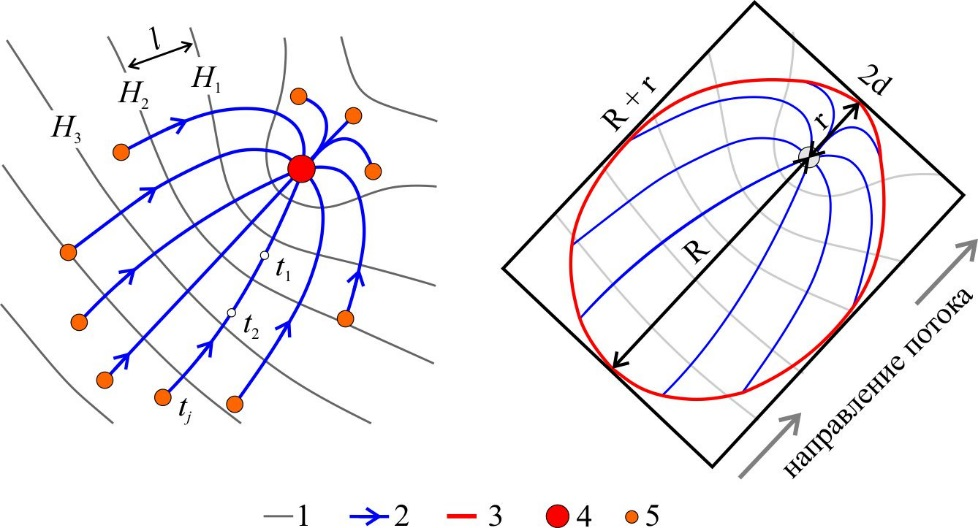 l
H₁
H₂
H₃
t₁
t₂
tⱼ
R + r
2d
r
R
направление потока
1 2 3 4 5